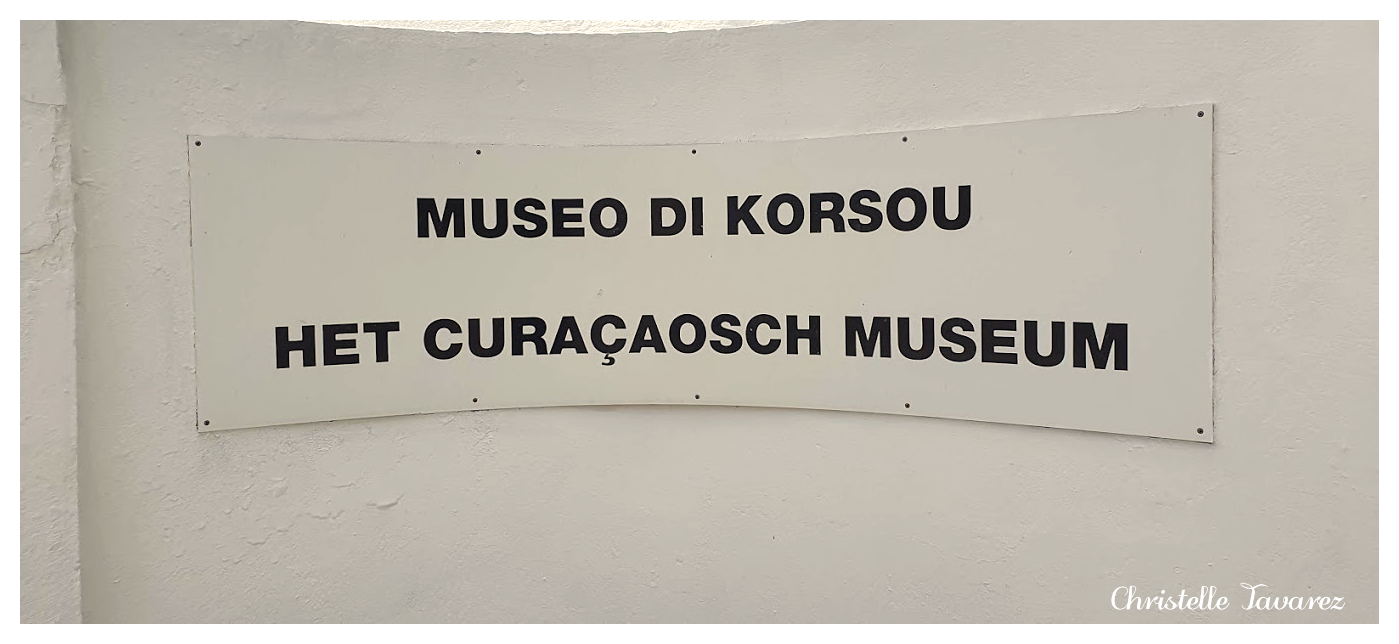 MUSEO DI KORSOU
HET CURAÇAOSCH MUSEUM
Christelle Tavarez